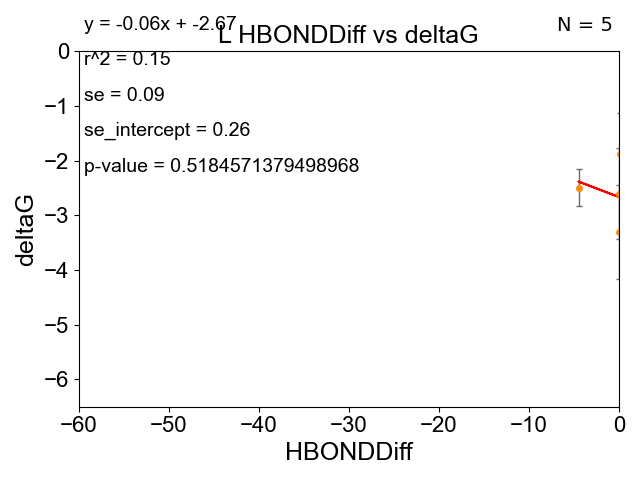 y = -0.06x + -2.67
L HBONDDiff vs deltaG
N = 5
r^2 = 0.15
se = 0.09
se_intercept = 0.26
p-value = 0.5184571379498968
0
−1
−2
−3
−4
−5
−6
deltaG
−60 −50 −40 −30 −20 −10 0
HBONDDiff